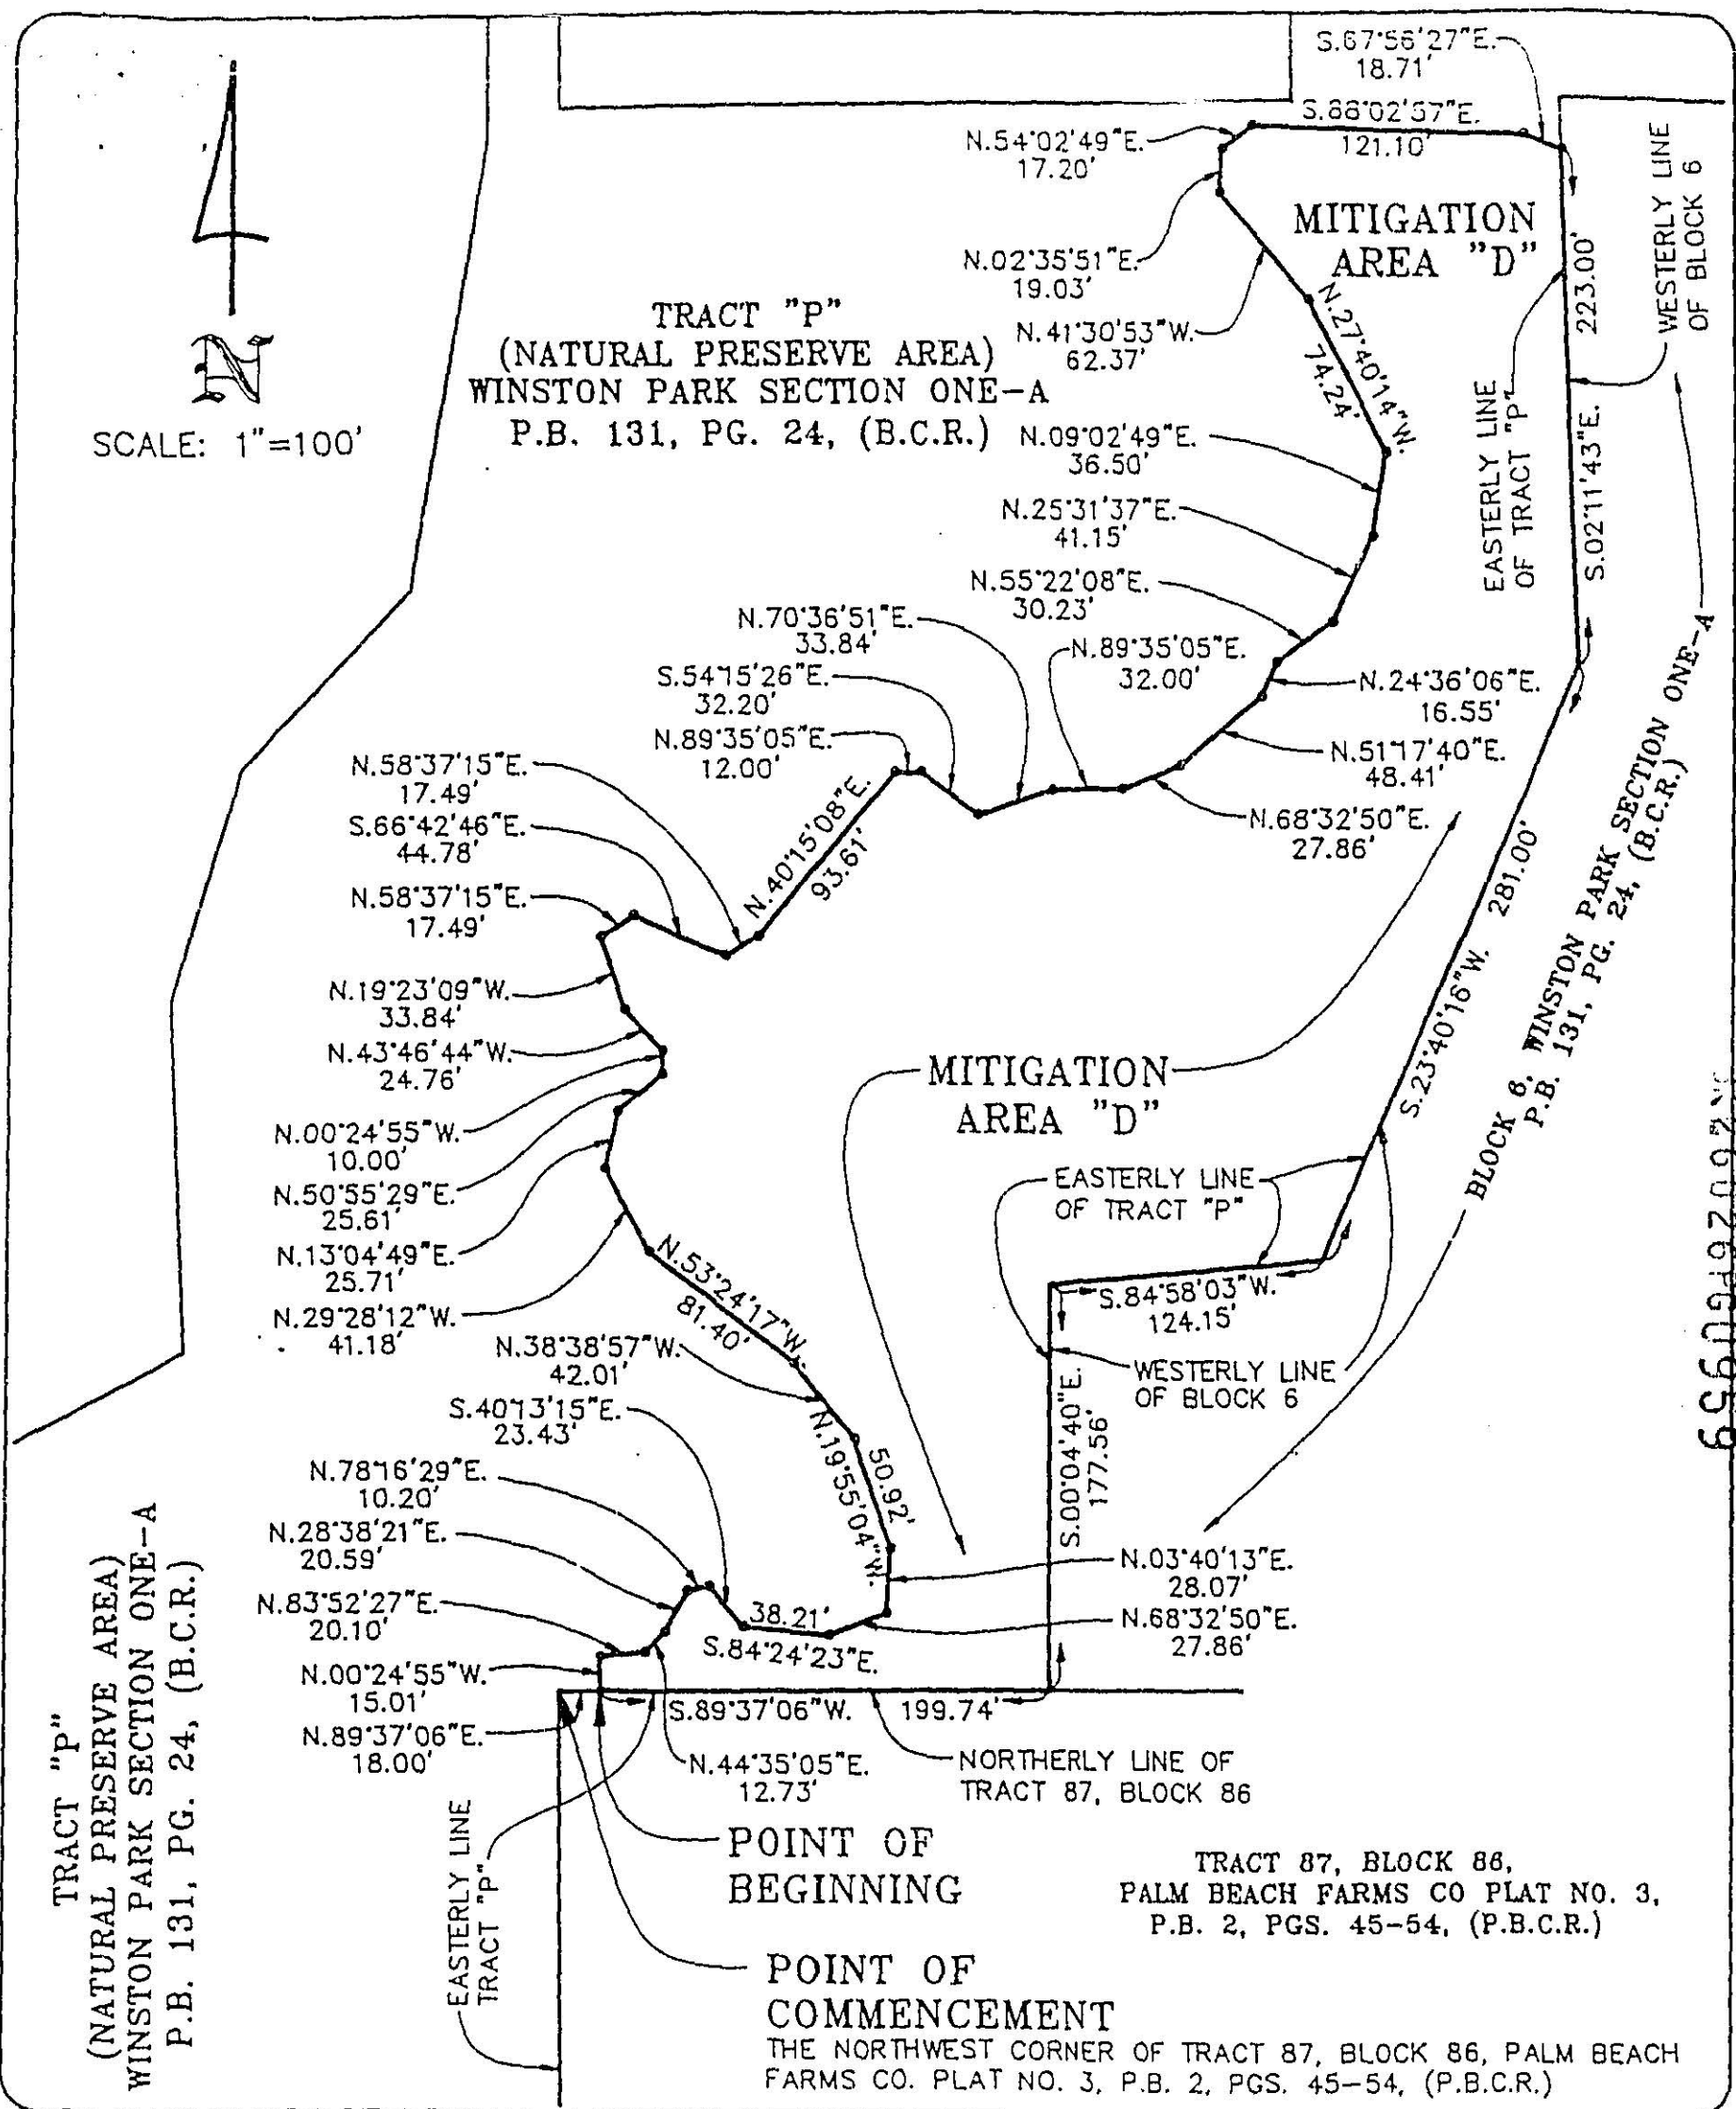 S.67°56'27"E.
18.71'
S.88°02'57"E.
121.10'
N.54°02'49"E.
17.20'
MITIGATION
AREA "D"
WESTERLY LINE
OF BLOCK 6
223.00'
N.02°35'51"E.
19.03'
N.41°30'53"W.
62.37'
N.27°40'14"W.
74.24'
TRACT "P"
(NATURAL PRESERVE AREA)
WINSTON PARK SECTION ONE-A
P.B. 131, PG. 24, (B.C.R.)
N
SCALE: 1"=100'
EASTERLY LINE
OF TRACT "P"
S.02°11'43"E.
N.09°02'49"E.
36.50'
N.25°31'37"E.
41.15'
N.55°22'08"E.
30.23'
N.70°36'51"E.
33.84'
N.89°35'05"E.
32.00'
S.54°15'26"E.
32.20'
N.24°36'06"E.
16.55'
N.89°35'05"E.
12.00'
N.51°17'40"E.
48.41'
N.58°37'15"E.
17.49'
N.68°32'50"E.
27.86'
S.66°42'46"E.
44.78'
N.40°15'08"E.
93.61'
N.58°37'15"E.
17.49'
S.23°40'16"W. 281.00'
BLOCK 6, WINSTON PARK SECTION ONE-A
P.B. 131, PG. 24, (B.C.R.)
N.19°23'09"W.
33.84'
N.43°46'44"W.
24.76'
MITIGATION
AREA "D"
N.00°24'55"W.
10.00'
N.50°55'29"E.
25.61'
EASTERLY LINE
OF TRACT "P"
N.13°04'49"E.
25.71'
N.29°28'12"W.
41.18'
N.53°24'17"W.
81.40'
S.84°58'03"W.
124.15'
N.38°38'57"W.
42.01'
WESTERLY LINE
OF BLOCK 6
S.40°13'15"E.
23.43'
N.19°55'04"W.
50.92'
S.00°04'40"E.
177.56'
N.78°16'29"E.
10.20'
N.28°38'21"E.
20.59'
N.03°40'13"E.
28.07'
N.83°52'27"E.
20.10'
38.21'
S.84°24'23"E.
N.68°32'50"E.
27.86'
N.00°24'55"W.
15.01'
S.89°37'06"W. 199.74'
N.89°37'06"E.
18.00'
N.44°35'05"E.
12.73'
NORTHERLY LINE OF
TRACT 87, BLOCK 86
TRACT "P"
(NATURAL PRESERVE AREA)
WINSTON PARK SECTION ONE-A
P.B. 131, PG. 24, (B.C.R.)
EASTERLY LINE
TRACT "P"
POINT OF
BEGINNING
TRACT 87, BLOCK 86,
PALM BEACH FARMS CO PLAT NO. 3,
P.B. 2, PGS. 45-54, (P.B.C.R.)
POINT OF
COMMENCEMENT
THE NORTHWEST CORNER OF TRACT 87, BLOCK 86, PALM BEACH
FARMS CO. PLAT NO. 3, P.B. 2, PGS. 45-54, (P.B.C.R.)